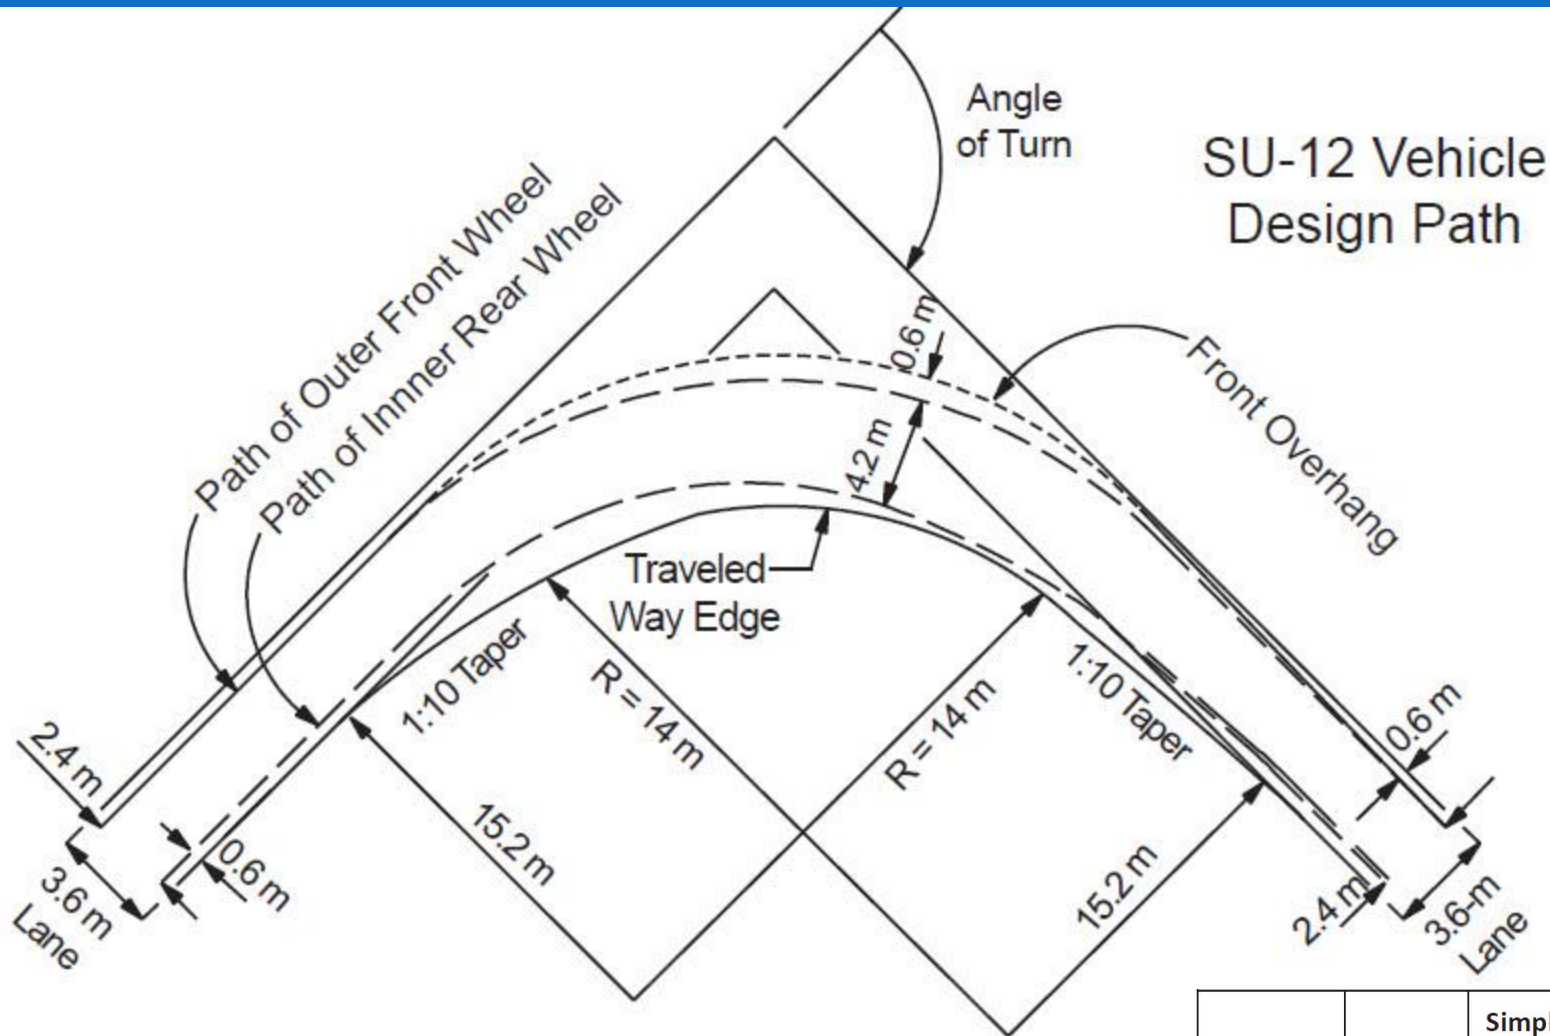 Angle
of Turn
SU-12 Vehicle
Design Path
Path of Outer Front Wheel
Path of Innner Rear Wheel
0.6 m
Front Overhang
4.2 m
Traveled
Way Edge
1:10 Taper
R = 14 m
R = 14 m
1:10 Taper
2.4 m
0.6 m
15.2 m
0.6 m
15.2 m
3.6 m
Lane
2.4 m
3.6-m
Lane